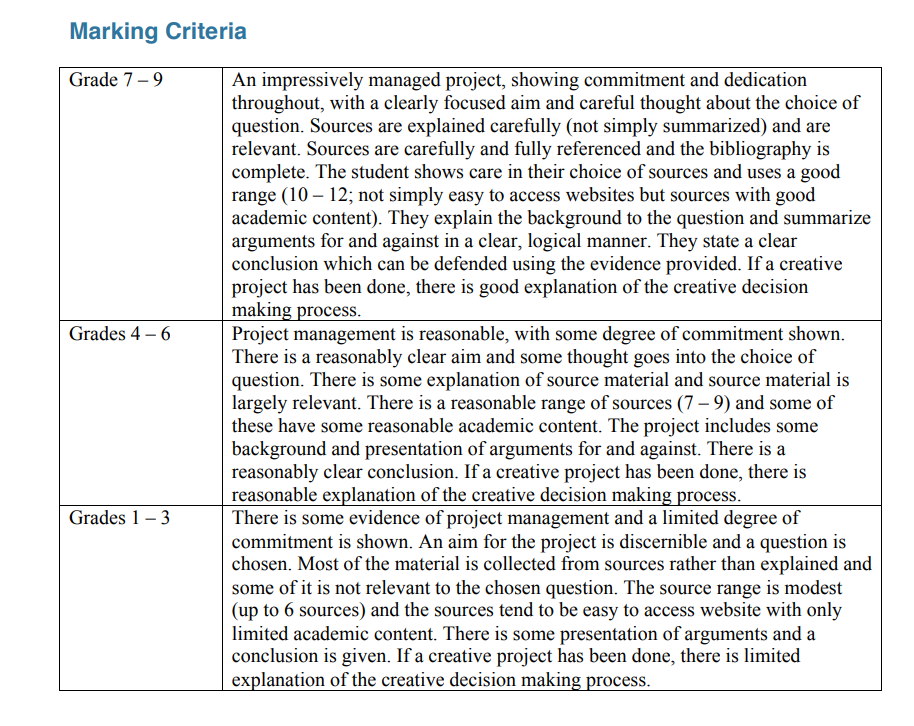 Marking Criteria
Grade 7 – 9
An impressively managed project, showing commitment and dedication
throughout, with a clearly focused aim and careful thought about the choice of
question. Sources are explained carefully (not simply summarized) and are
relevant. Sources are carefully and fully referenced and the bibliography is
complete. The student shows care in their choice of sources and uses a good
range (10 – 12; not simply easy to access websites but sources with good
academic content). They explain the background to the question and summarize
arguments for and against in a clear, logical manner. They state a clear
conclusion which can be defended using the evidence provided. If a creative
project has been done, there is good explanation of the creative decision
making process.
Grades 4 – 6
Project management is reasonable, with some degree of commitment shown.
There is a reasonably clear aim and some thought goes into the choice of
question. There is some explanation of source material and source material is
largely relevant. There is a reasonable range of sources (7 – 9) and some of
these have some reasonable academic content. The project includes some
background and presentation of arguments for and against. There is a
reasonably clear conclusion. If a creative project has been done, there is
reasonable explanation of the creative decision making process.
Grades 1 – 3
There is some evidence of project management and a limited degree of
commitment is shown. An aim for the project is discernible and a question is
chosen. Most of the material is collected from sources rather than explained and
some of it is not relevant to the chosen question. The source range is modest
(up to 6 sources) and the sources tend to be easy to access website with only
limited academic content. There is some presentation of arguments and a
conclusion is given. If a creative project has been done, there is limited
explanation of the creative decision making process.